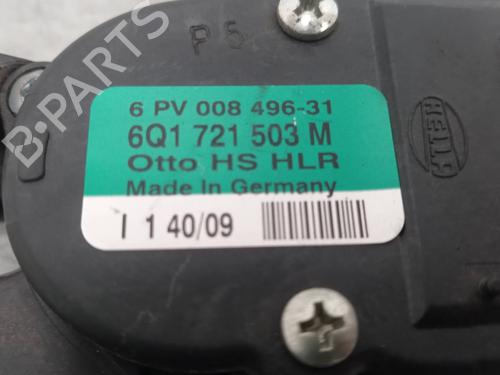 P 5
6 PV 008 496-31
6Q1 721 503 M
Otto HS HLR
Made In Germany
I 1 40/09
HELLA
B-PARTS